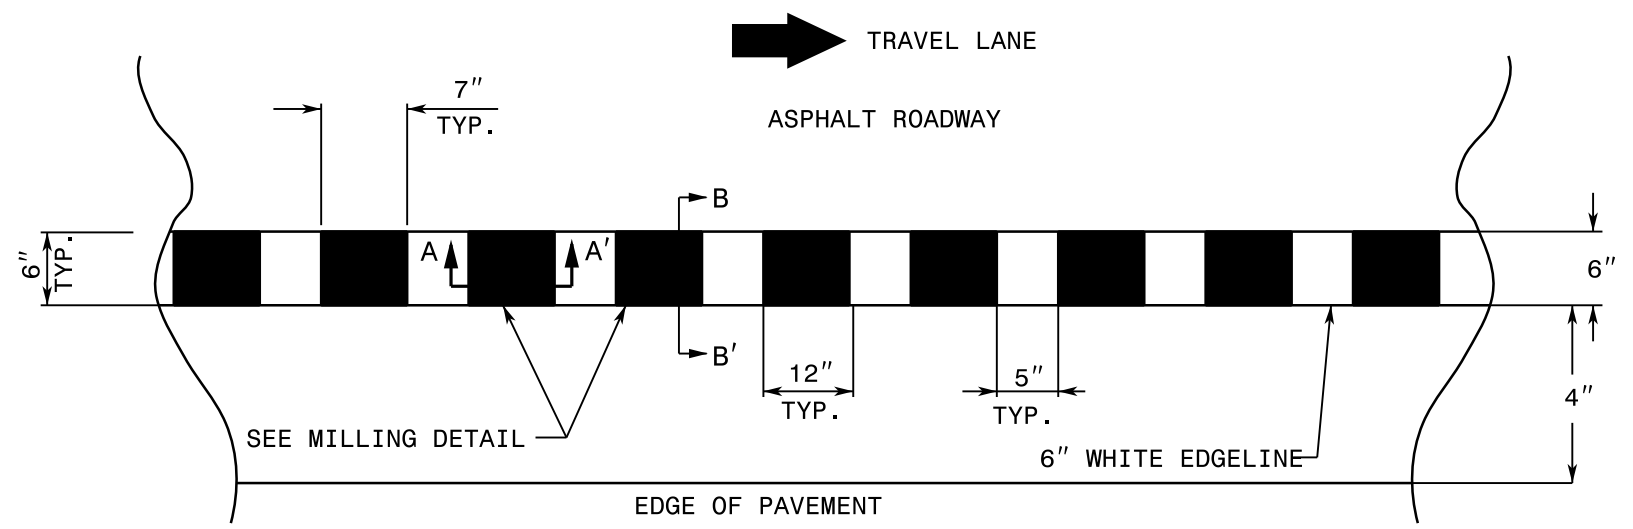 TRAVEL LANE
7"
TYP.
ASPHALT ROADWAY
B
A
A'
6"
TYP.
6"
B'
12"
TYP.
5"
TYP.
4"
SEE MILLING DETAIL
6" WHITE EDGELINE
EDGE OF PAVEMENT